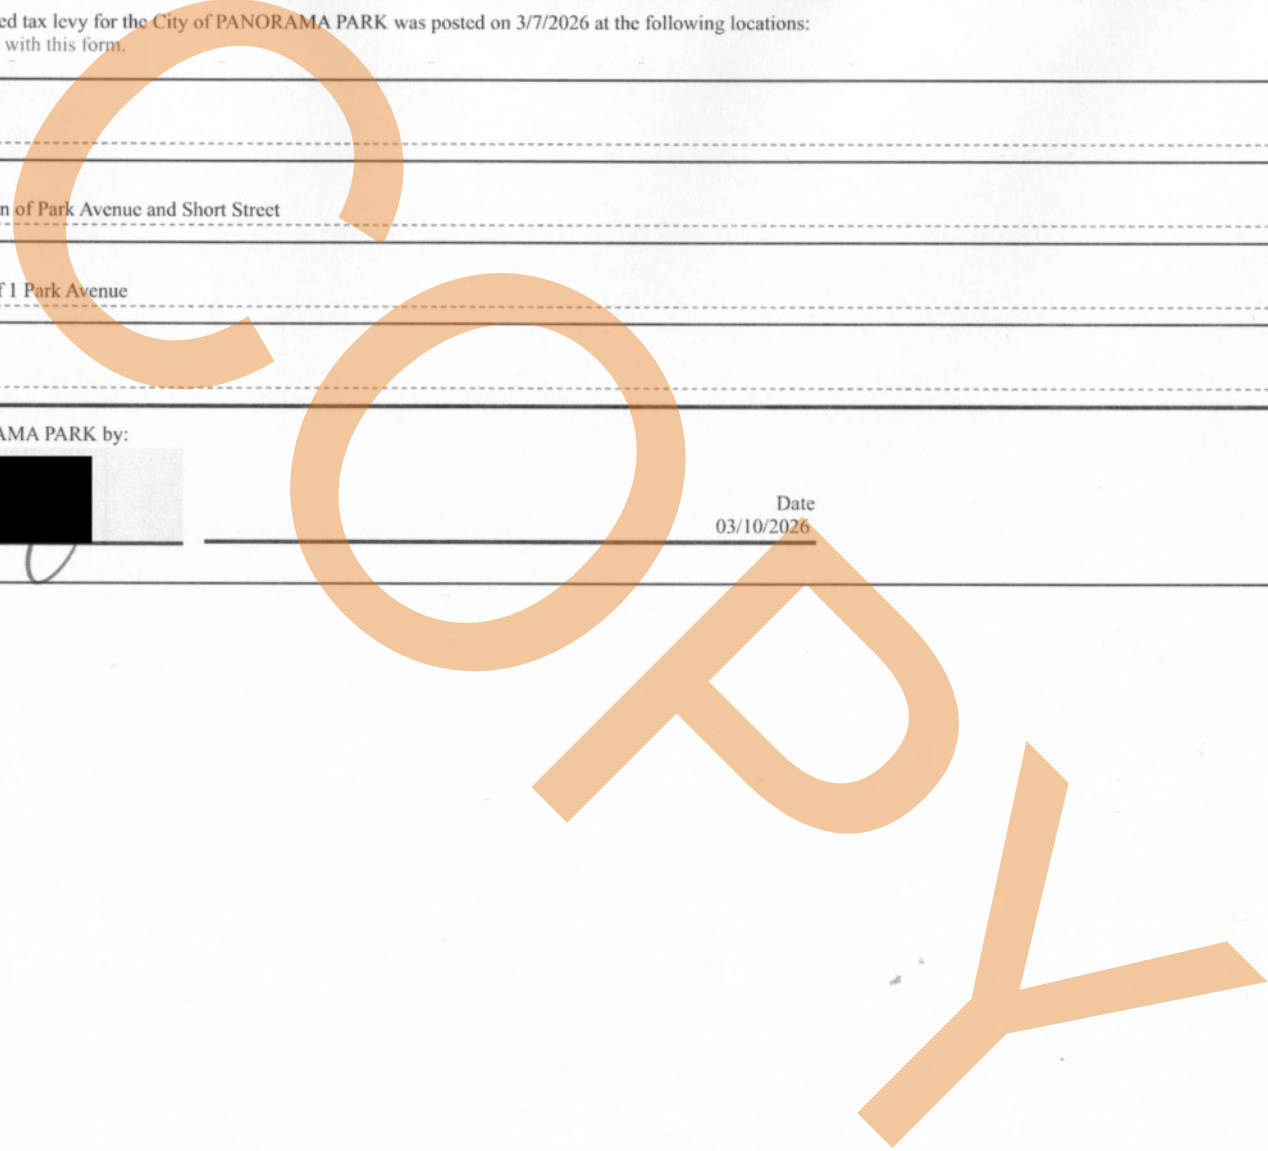 ed tax levy for the City of PANORAMA PARK was posted on 3/7/2026 at the following locations:
with this form.
n of Park Avenue and Short Street
f 1 Park Avenue
AMA PARK by:
Date
03/10/2026
COPY